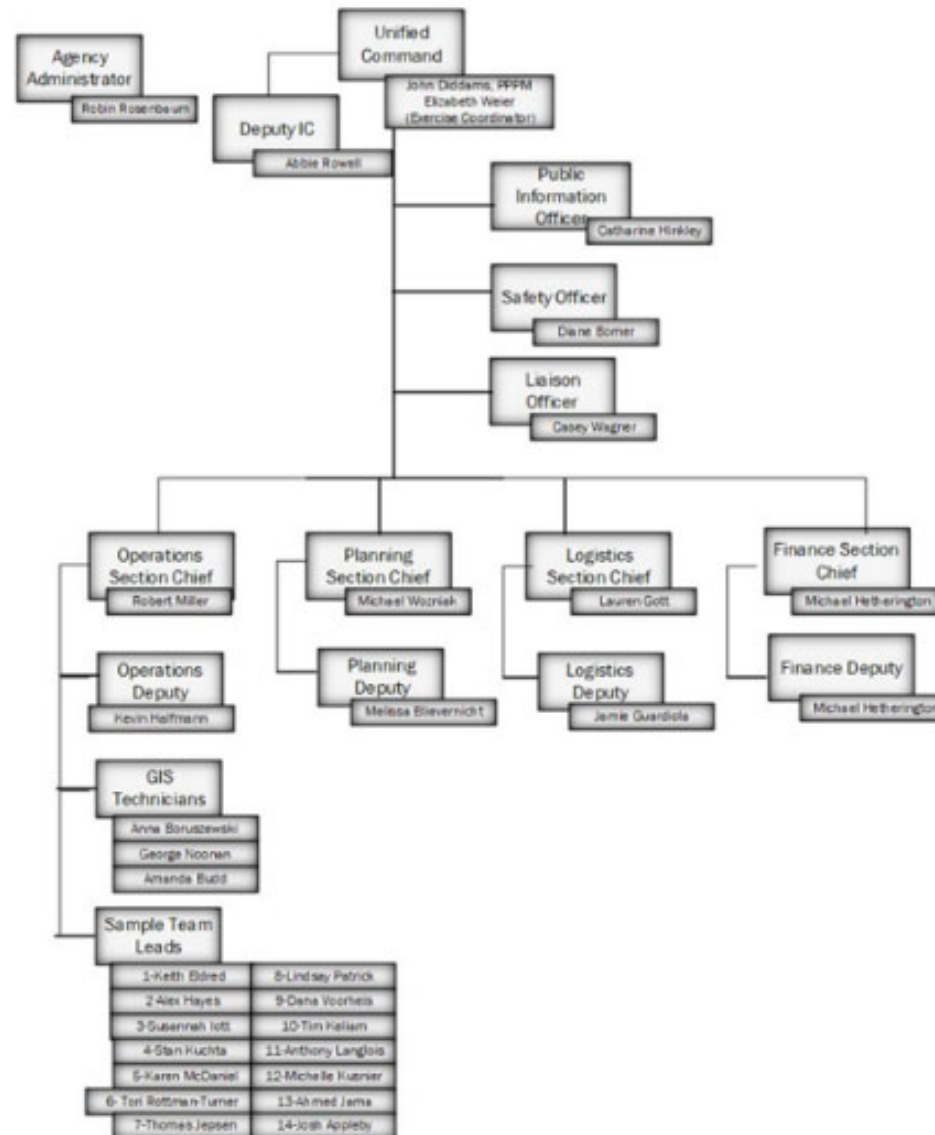 Unified
Command
John Diddams, PPPM
Elizabeth Weier
(Exercise Coordinator)
Agency
Administrator
Robin Rosenbaum
Deputy IC
Abbie Rowell
Public
Information
Officer
Catharine Hinkley
Safety Officer
Diane Borner
Liaison
Officer
Casey Wagner
Operations
Section Chief
Robert Miller
Planning
Section Chief
Michael Wozniak
Logistics
Section Chief
Lauren Gott
Finance Section
Chief
Michael Hetherington
Operations
Deputy
Kevin Halfmann
Planning
Deputy
Melissa Blievernicht
Logistics
Deputy
Jamie Guardiola
Finance Deputy
Michael Hetherington
GIS
Technicians
Anna Boruszewski
George Noonan
Amanda Budd
Sample Team
Leads
1-Keith Eldred
2-Alex Hayes
3-Susannah Iott
4-Stan Kuchta
5-Karen McDaniel
6- Tori Rottman-Turner
7-Thomas Jepsen
8-Lindsay Patrick
9-Dana Voorheis
10-Tim Kellam
11-Anthony Langlois
12-Michelle Kusnier
13-Ahmed Jama
14-Josh Appleby